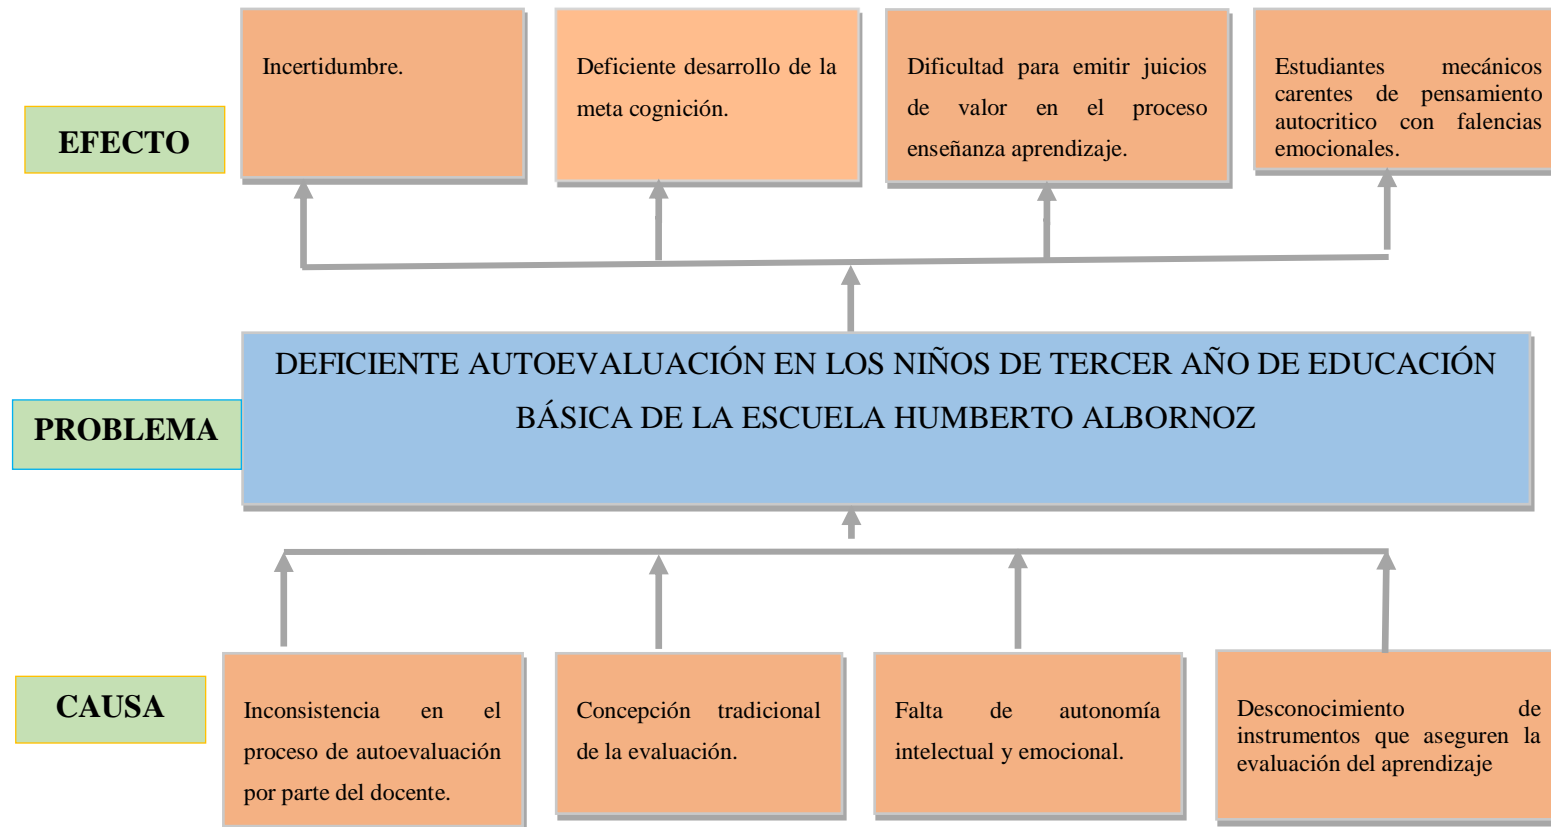 EFECTO
Incertidumbre.
Deficiente desarrollo de la
meta cognición.
Dificultad para emitir juicios
de valor en el proceso
enseñanza aprendizaje.
Estudiantes mecánicos
carentes de pensamiento
autocritico con falencias
emocionales.
PROBLEMA
DEFICIENTE AUTOEVALUACIÓN EN LOS NIÑOS DE TERCER AÑO DE EDUCACIÓN
BÁSICA DE LA ESCUELA HUMBERTO ALBORNOZ
CAUSA
Inconsistencia en el
proceso de autoevaluación
por parte del docente.
Concepción tradicional
de la evaluación.
Falta de autonomía
intelectual y emocional.
Desconocimiento de
instrumentos que aseguren la
evaluación del aprendizaje